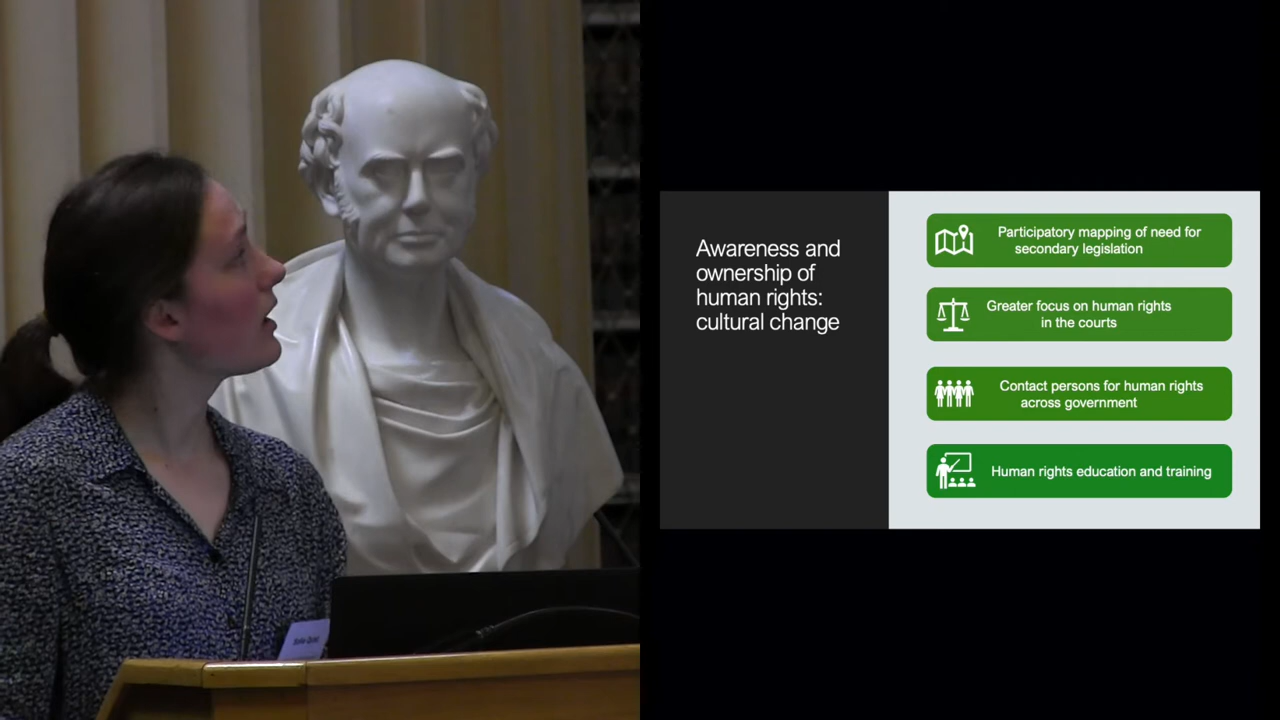 Awareness and
ownership of
human rights:
cultural change
Participatory mapping of need for
secondary legislation
Greater focus on human rights
in the courts
Contact persons for human rights
across government
Human rights education and training